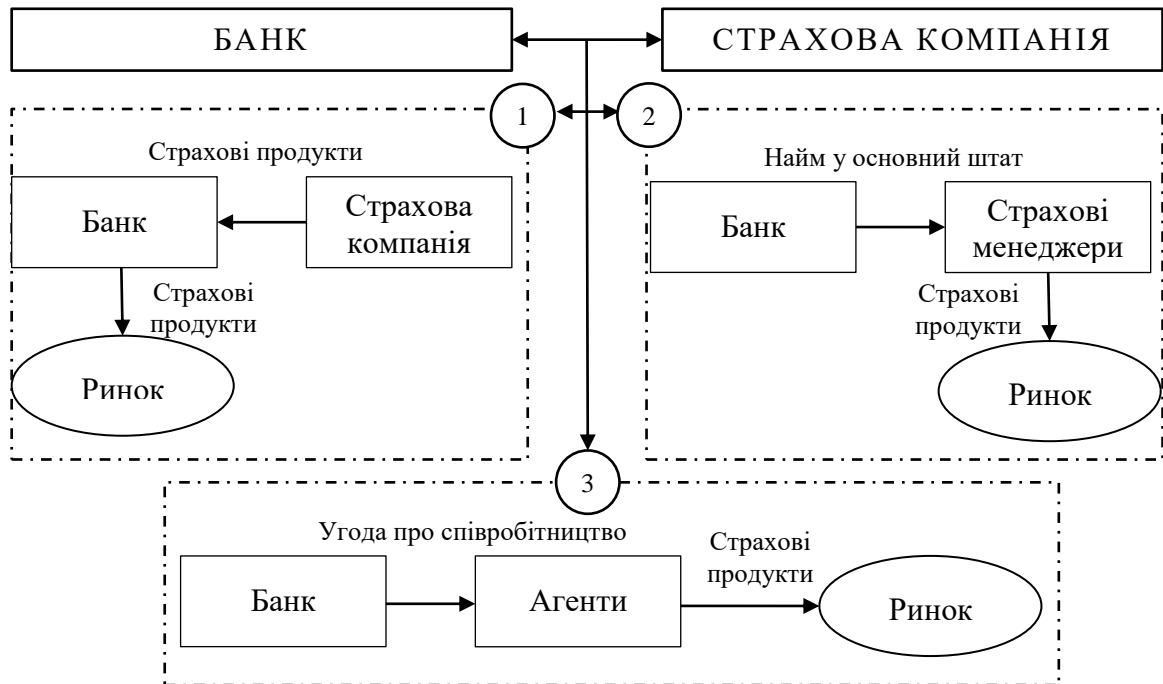 БАНК
СТРАХОВА КОМПАНІЯ
1
2
Страхові продукти
Банк
Страхова
компанія
Страхові
продукти
Ринок
Найм у основний штат
Банк
Страхові
менеджери
Страхові
продукти
Ринок
3
Угода про співробітництво
Банк
Агенти
Страхові
продукти
Ринок